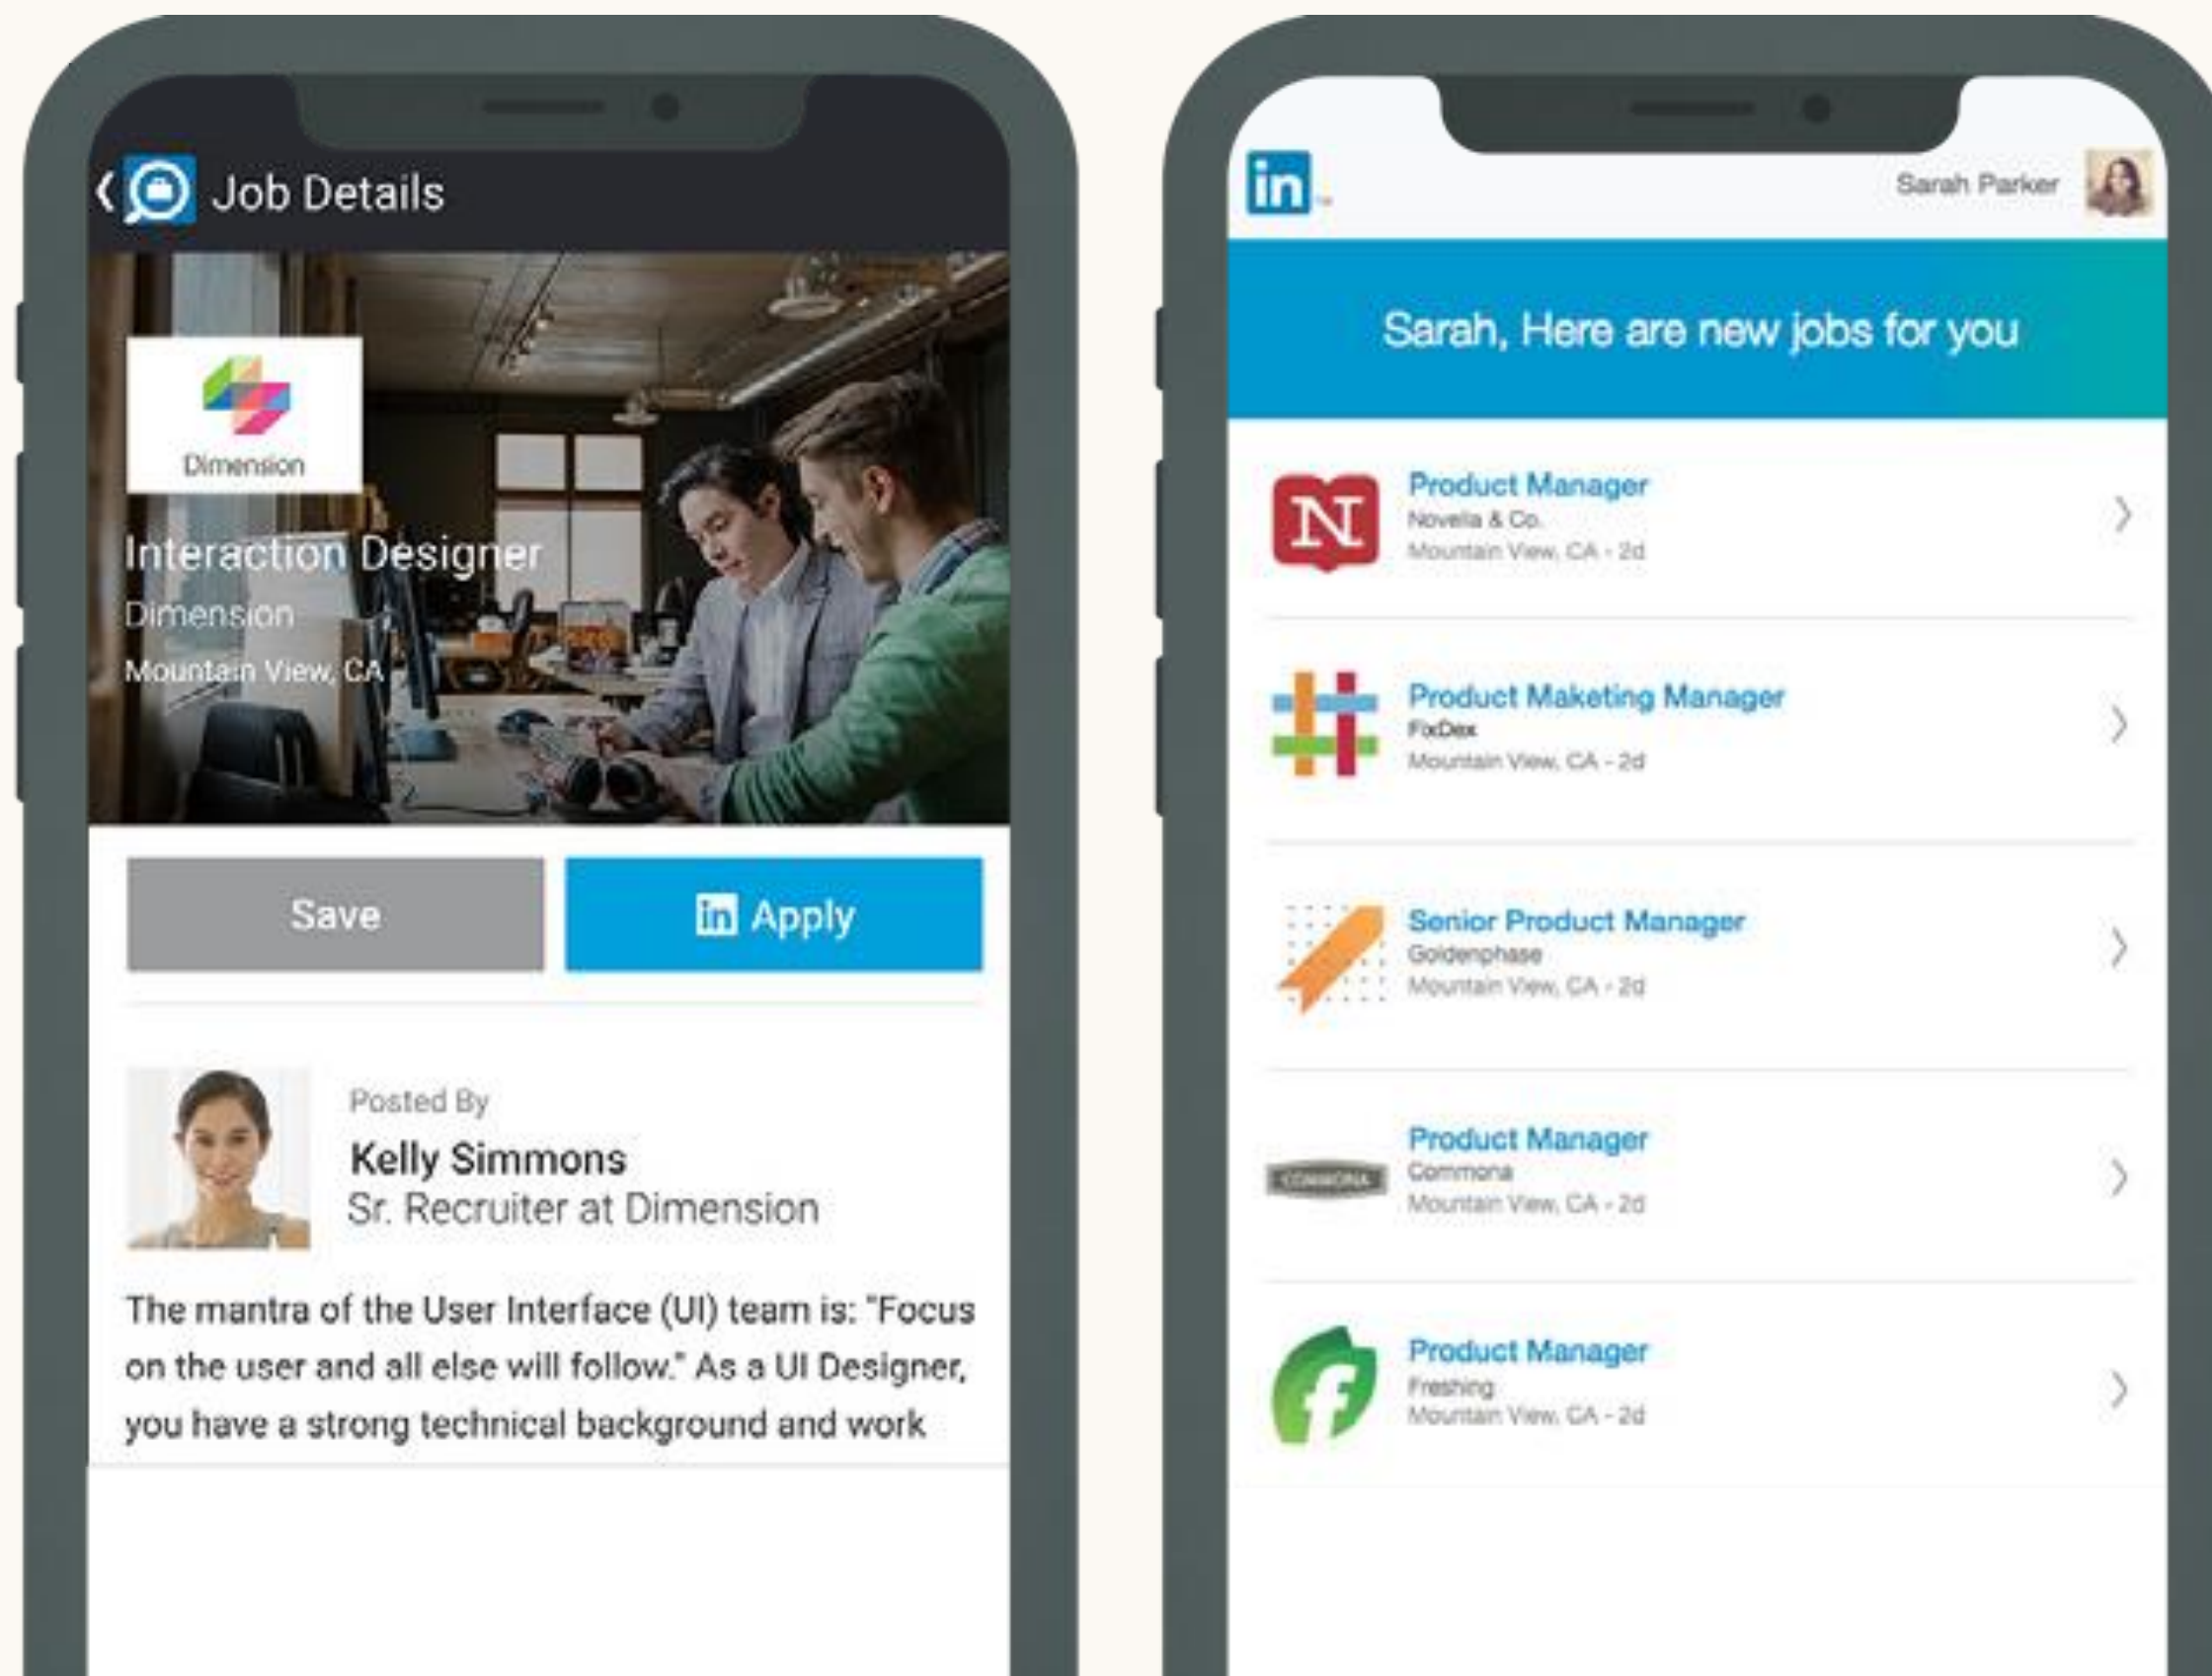 Job Details
Dimension
Interaction Designer
Dimension
Mountain View, CA
Save
in Apply
Posted By
Kelly Simmons
Sr. Recruiter at Dimension
The mantra of the User Interface (UI) team is: "Focus
on the user and all else will follow." As a UI Designer,
you have a strong technical background and work
in
Sarah Parker
Sarah, Here are new jobs for you
N
Product Manager
Novella & Co.
Mountain View, CA - 2d
Product Maketing Manager
FixDex
Mountain View, CA - 2d
Senior Product Manager
Goldenphase
Mountain View, CA - 2d
COMMONA
Product Manager
Commona
Mountain View, CA - 2d
f
Product Manager
Freshing
Mountain View, CA - 2d